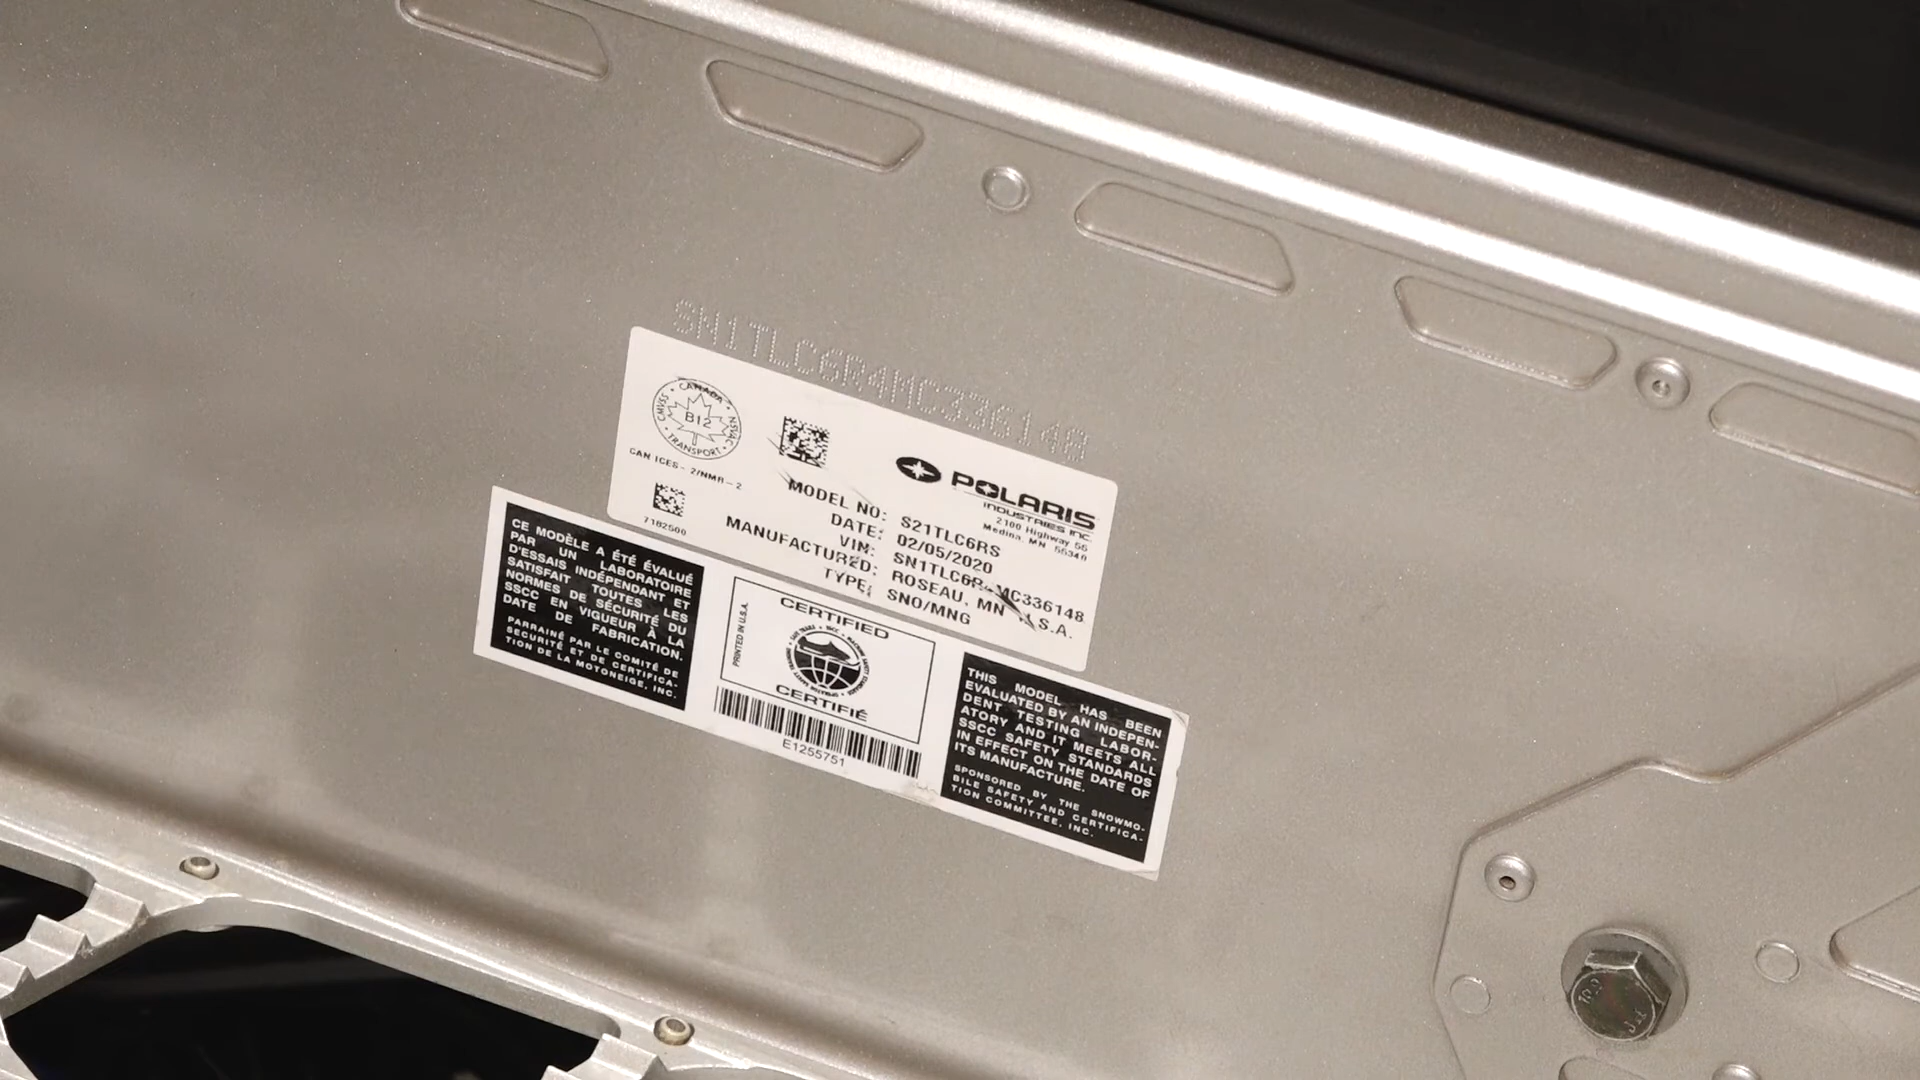 SN1TLC6R4MC336148
CANADA
CMVSS
NSVAC
B12
TRANSPORT
CAN ICES-2/NMB-2
7182500
POLARIS
INDUSTRIES INC.
2100 Highway 55
Medina, MN 55340
MODEL NO: S21TLC6RS
DATE: 02/05/2020
VIN: SN1TLC6R MC336148
MANUFACTURED: ROSEAU, MN U.S.A.
TYPE: SNO/MNG
CE MODÈLE A ÉTÉ ÉVALUÉ
PAR UN LABORATOIRE
D'ESSAIS INDÉPENDANT ET
SATISFAIT TOUTES LES
NORMES DE SÉCURITÉ DU
SSCC EN VIGUEUR À LA
DATE DE FABRICATION.
PARRAINÉ PAR LE COMITÉ DE
SECURITÉ ET DE CERTIFICA-
TION DE LA MOTONEIGE, INC.
PRINTED IN U.S.A.
CERTIFIED
CERTIFIÉ
E1255751
THIS MODEL HAS BEEN
EVALUATED BY AN INDEPEN-
DENT TESTING LABOR-
ATORY AND IT MEETS ALL
SSCC SAFETY STANDARDS
IN EFFECT ON THE DATE OF
ITS MANUFACTURE.
SPONSORED BY THE SNOWMO-
BILE SAFETY AND CERTIFICA-
TION COMMITTEE, INC.
10.9